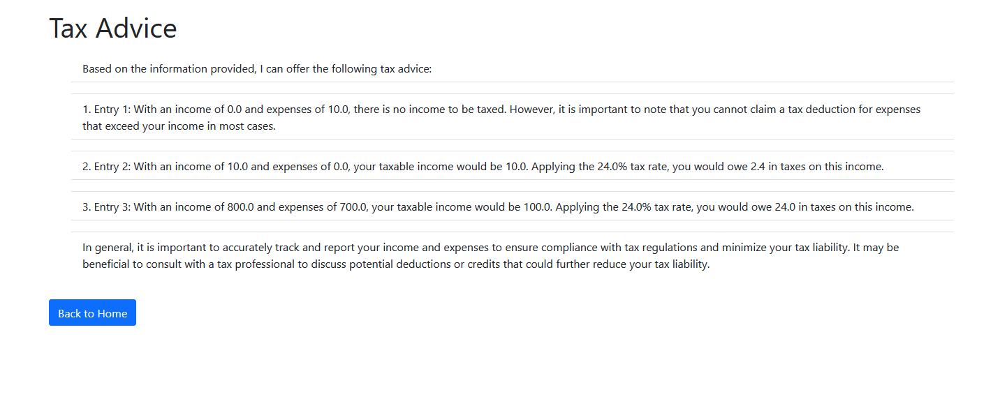 Tax Advice
Based on the information provided, I can offer the following tax advice:
1. Entry 1: With an income of 0.0 and expenses of 10.0, there is no income to be taxed. However, it is important to note that you cannot claim a tax deduction for expenses
that exceed your income in most cases.
2. Entry 2: With an income of 10.0 and expenses of 0.0, your taxable income would be 10.0. Applying the 24.0% tax rate, you would owe 2.4 in taxes on this income.
3. Entry 3: With an income of 800.0 and expenses of 700.0, your taxable income would be 100.0. Applying the 24.0% tax rate, you would owe 24.0 in taxes on this income.
In general, it is important to accurately track and report your income and expenses to ensure compliance with tax regulations and minimize your tax liability. It may be
beneficial to consult with a tax professional to discuss potential deductions or credits that could further reduce your tax liability.
Back to Home